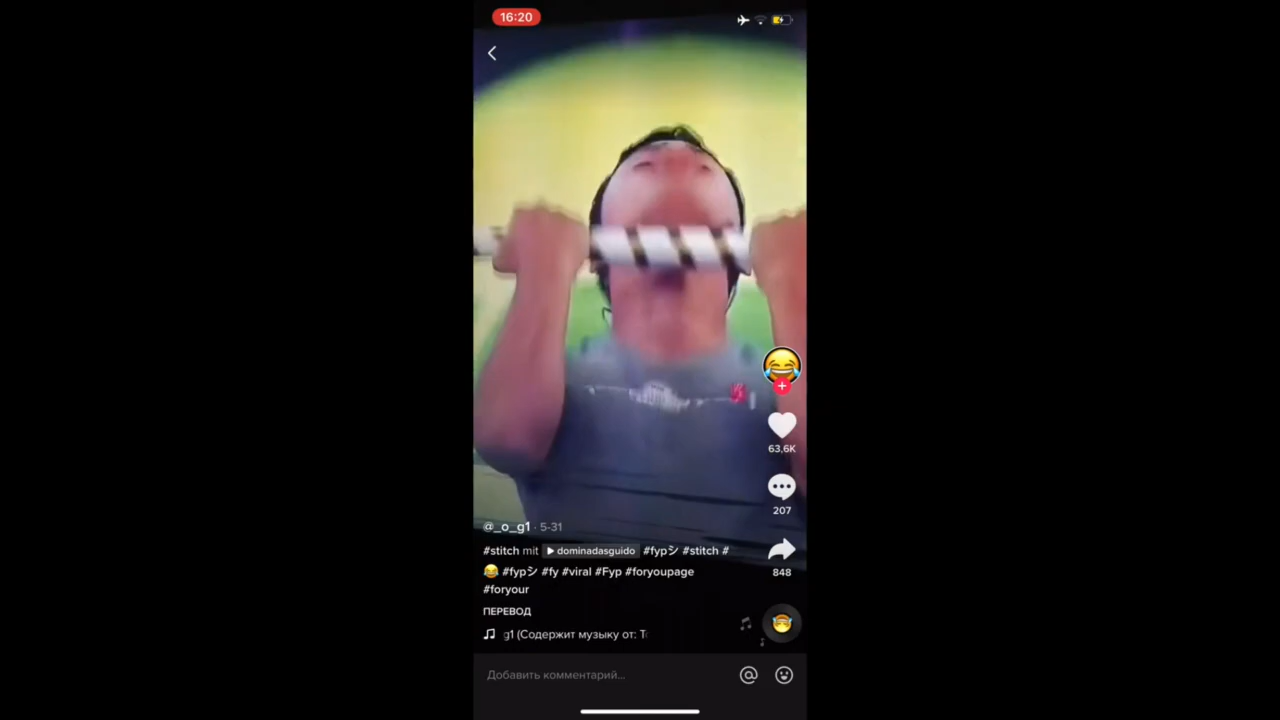 16:20
63,6K
207
848
@_o_g1 · 5-31
#stitch mit ▶ dominadasguido #fypシ #stitch #
😂 #fypシ #fy #viral #Fyp #foryoupage
#foryour
ПЕРЕВОД
g1 (Содержит музыку от:
Добавить комментарий...